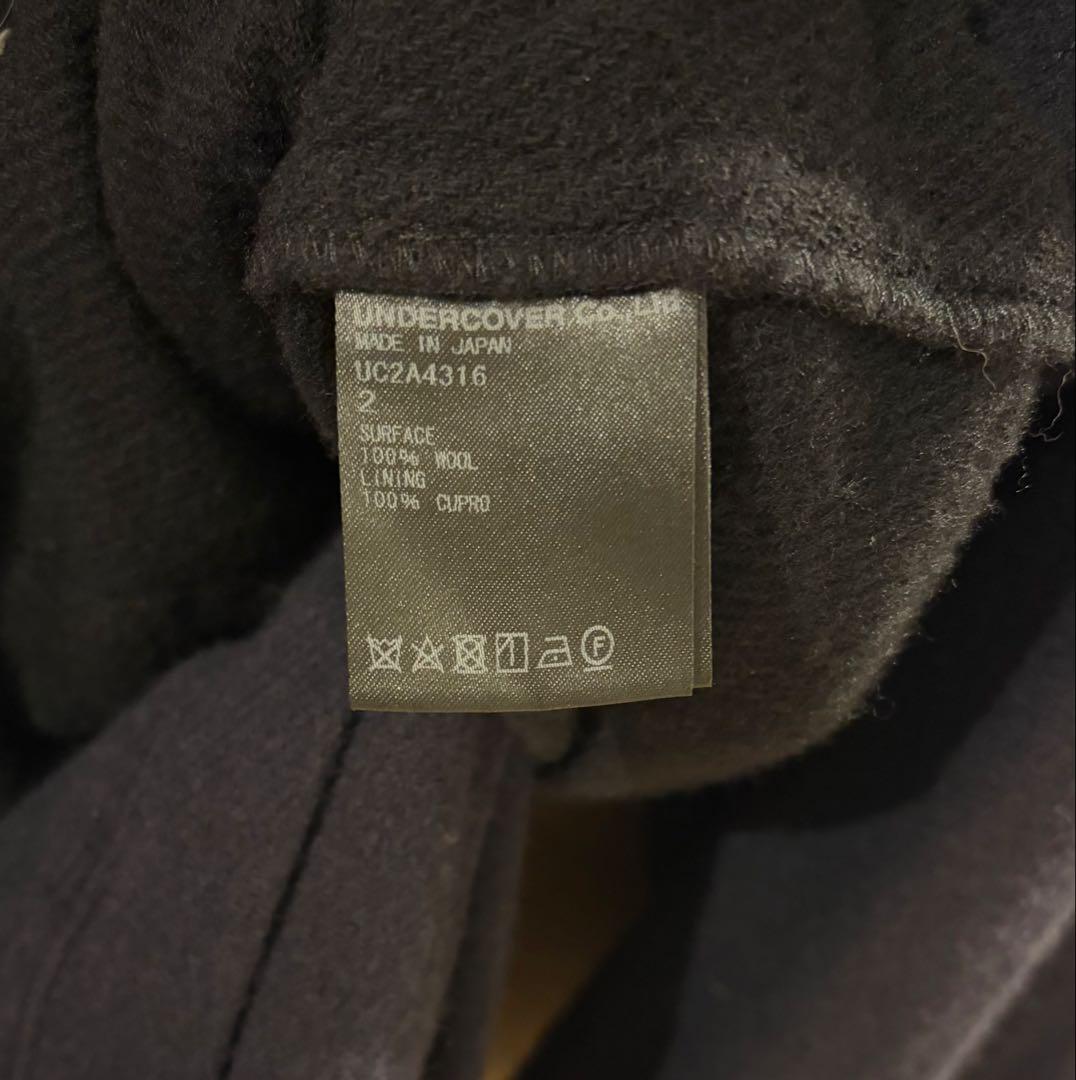 UNDERCOVER CO., LTD
MADE IN JAPAN
UC2A4316
2
SURFACE
100% WOOL
LINING
100% CUPRO
F